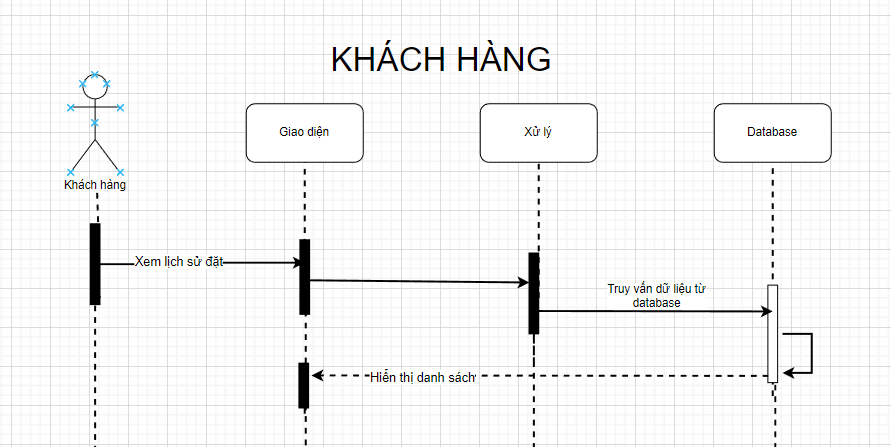 KHÁCH HÀNG
Giao diện
Xử lý
Database
Khách hàng
Xem lịch sử đặt
Truy vấn dữ liệu từ
database
Hiển thị danh sách